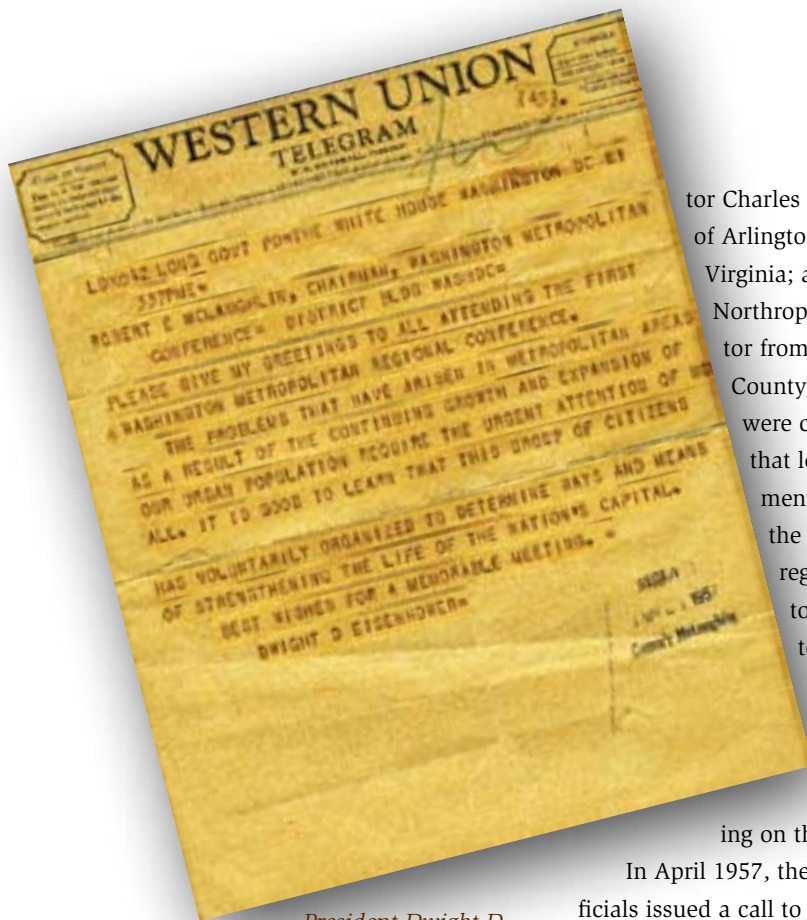 WESTERN UNION
TELEGRAM
1957.
THE WHITE HOUSE WASHINGTON DC
337PME=
ROBERT E MCLAUGHLIN, CHAIRMAN, WASHINGTON METROPOLITAN
CONFERENCE= DISTRICT BLDG WASHDC=
PLEASE GIVE MY GREETINGS TO ALL ATTENDING THE FIRST
WASHINGTON METROPOLITAN REGIONAL CONFERENCE.
THE PROBLEMS THAT HAVE ARISEN IN METROPOLITAN AREAS
AS A RESULT OF THE CONTINUING GROWTH AND EXPANSION OF
OUR URBAN POPULATION REQUIRE THE URGENT ATTENTION OF US
ALL. IT IS GOOD TO LEARN THAT THIS GROUP OF CITIZENS
HAS VOLUNTARILY ORGANIZED TO DETERMINE WAYS AND MEANS
OF STRENGTHENING THE LIFE OF THE NATION'S CAPITAL.
BEST WISHES FOR A MEMORABLE MEETING. =
DWIGHT D EISENHOWER=
1957
McLaughlin
tor Charles
of Arlingto
Virginia; a
Northrop
tor from
County,
were c
that lo
ment
the
reg
to
t
ing on th
In April 1957, the
ficials issued a call to
President Dwight D.